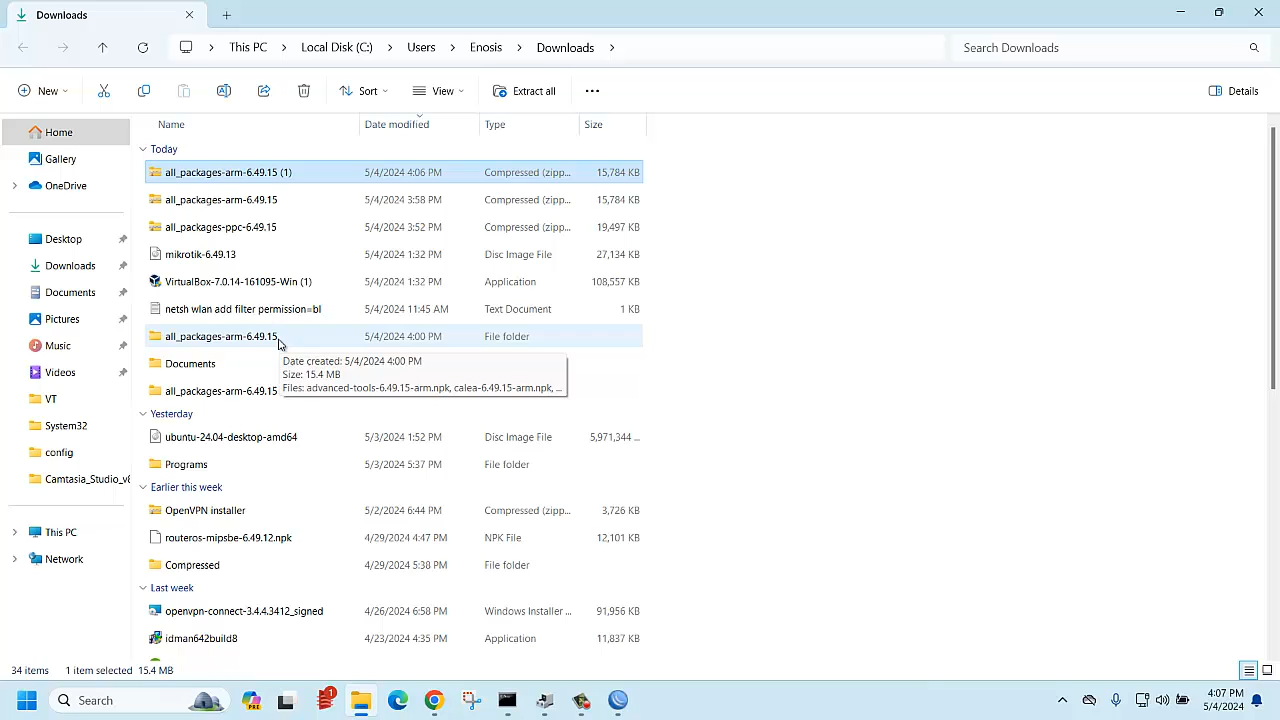 Downloads
This PC > Local Disk (C:) > Users > Enosis > Downloads >
Search Downloads
New
Sort
View
Extract all
Details
Name
Date modified
Type
Size
Home
Gallery
OneDrive
Desktop
Downloads
Documents
Pictures
Music
Videos
VT
System32
config
Camtasia_Studio_v
This PC
Network
Today
all_packages-arm-6.49.15 (1) 5/4/2024 4:06 PM Compressed (zipp... 15,784 KB
all_packages-arm-6.49.15 5/4/2024 3:58 PM Compressed (zipp... 15,784 KB
all_packages-ppc-6.49.15 5/4/2024 3:52 PM Compressed (zipp... 19,497 KB
mikrotik-6.49.13 5/4/2024 1:32 PM Disc Image File 27,134 KB
VirtualBox-7.0.14-161095-Win (1) 5/4/2024 1:32 PM Application 108,557 KB
netsh wlan add filter permission=bl 5/4/2024 11:45 AM Text Document 1 KB
all_packages-arm-6.49.15 5/4/2024 4:00 PM File folder
Documents
Date created: 5/4/2024 4:00 PM
Size: 15.4 MB
Files: advanced-tools-6.49.15-arm.npk, calea-6.49.15-arm.npk, ...
all_packages-arm-6.49.15
Yesterday
ubuntu-24.04-desktop-amd64 5/3/2024 1:52 PM Disc Image File 5,971,344 ...
Programs 5/3/2024 5:37 PM File folder
Earlier this week
OpenVPN installer 5/2/2024 6:44 PM Compressed (zipp... 3,726 KB
routeros-mipsbe-6.49.12.npk 4/29/2024 4:47 PM NPK File 12,101 KB
Compressed 4/29/2024 5:38 PM File folder
Last week
openvpn-connect-3.4.4.3412_signed 4/26/2024 6:58 PM Windows Installer ... 91,956 KB
idman642build8 4/23/2024 4:35 PM Application 11,837 KB
34 items 1 item selected 15.4 MB
Search
PRE
1
4:07 PM
5/4/2024